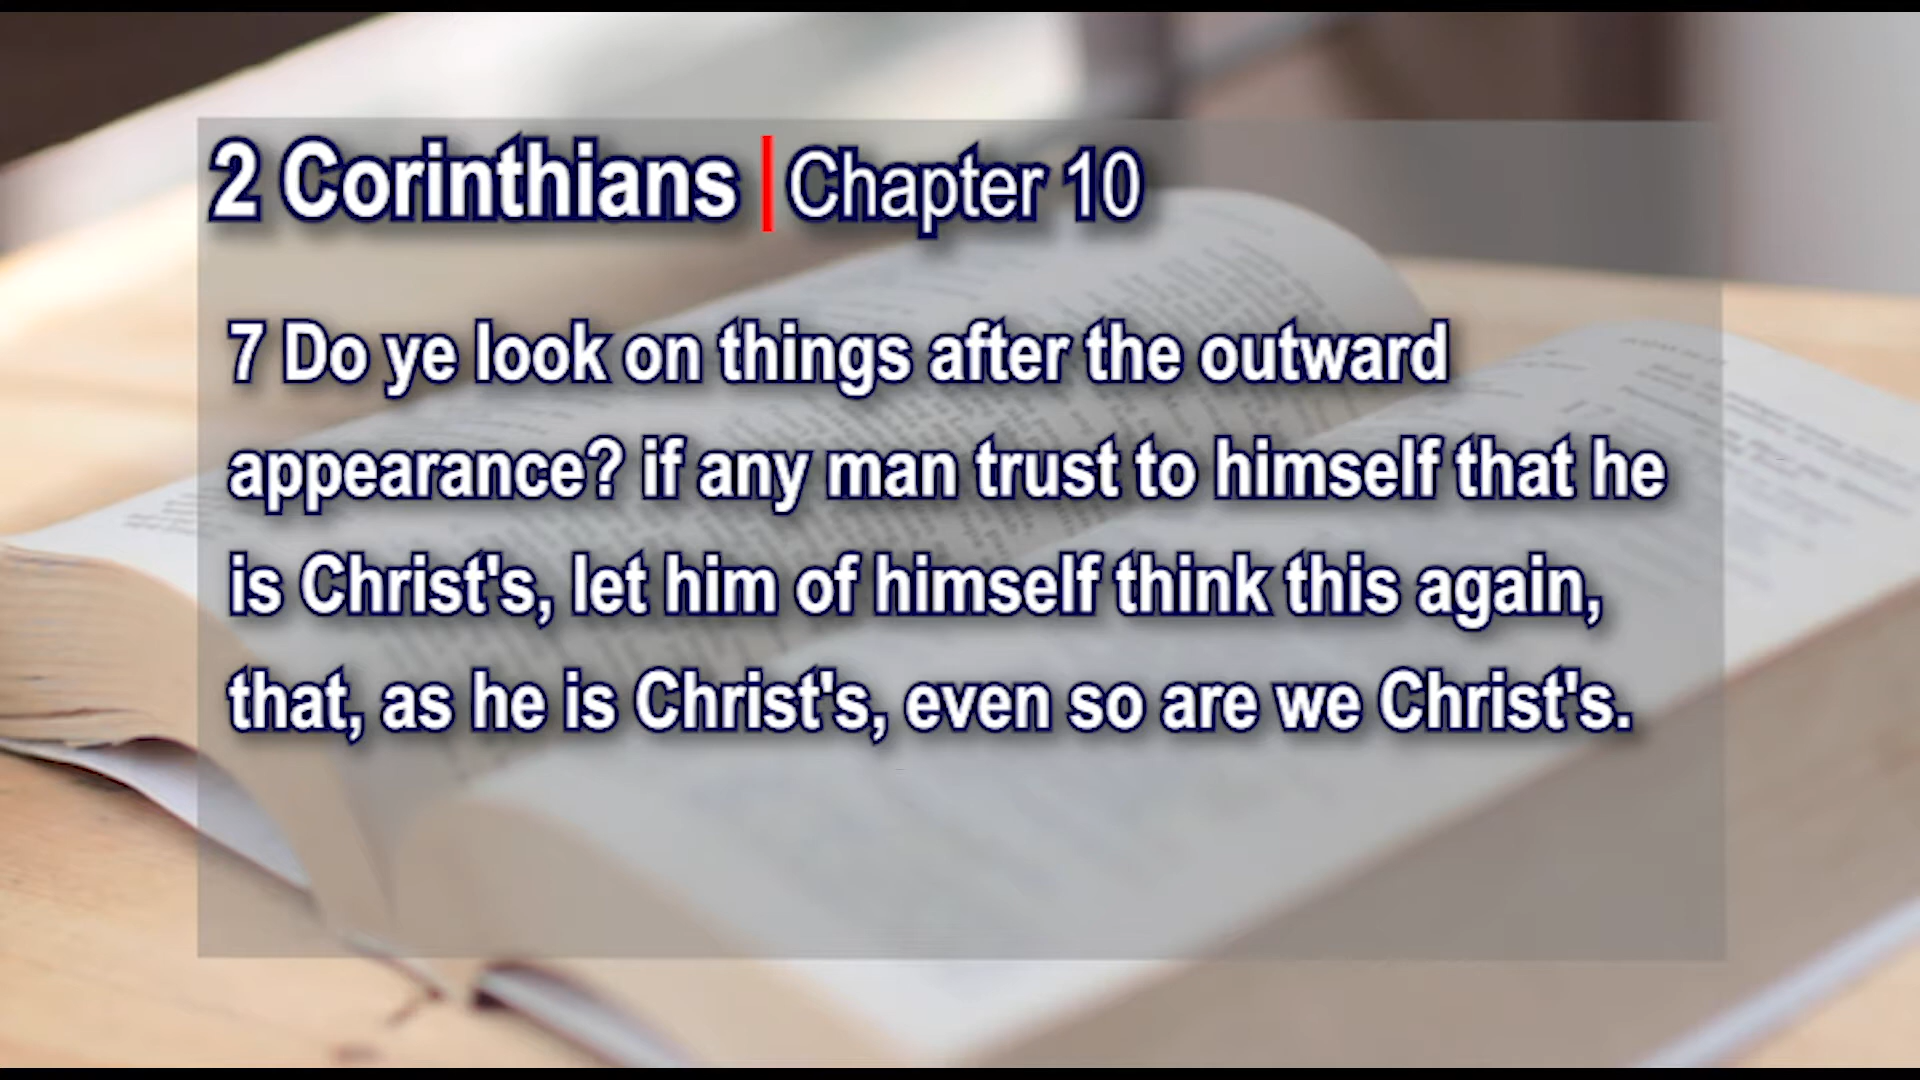 2 Corinthians | Chapter 10
7 Do ye look on things after the outward
appearance? if any man trust to himself that he
is Christ's, let him of himself think this again,
that, as he is Christ's, even so are we Christ's.